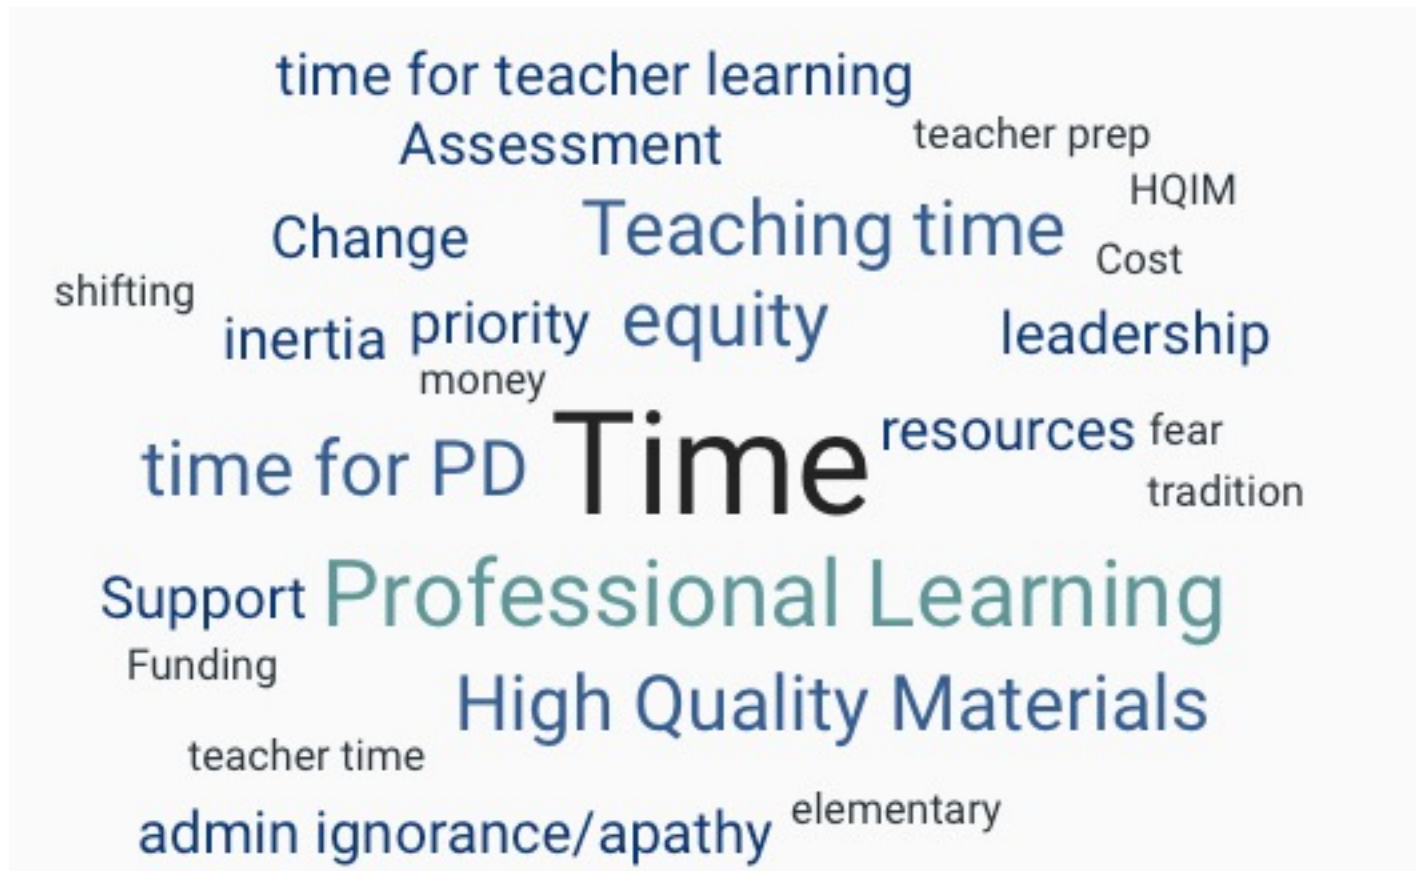 time for teacher learning
Assessment
teacher prep
HQIM
Change
Teaching time
Cost
shifting
inertia
priority
equity
leadership
money
time for PD
Time
resources
fear
tradition
Support
Professional Learning
Funding
High Quality Materials
teacher time
admin ignorance/apathy
elementary